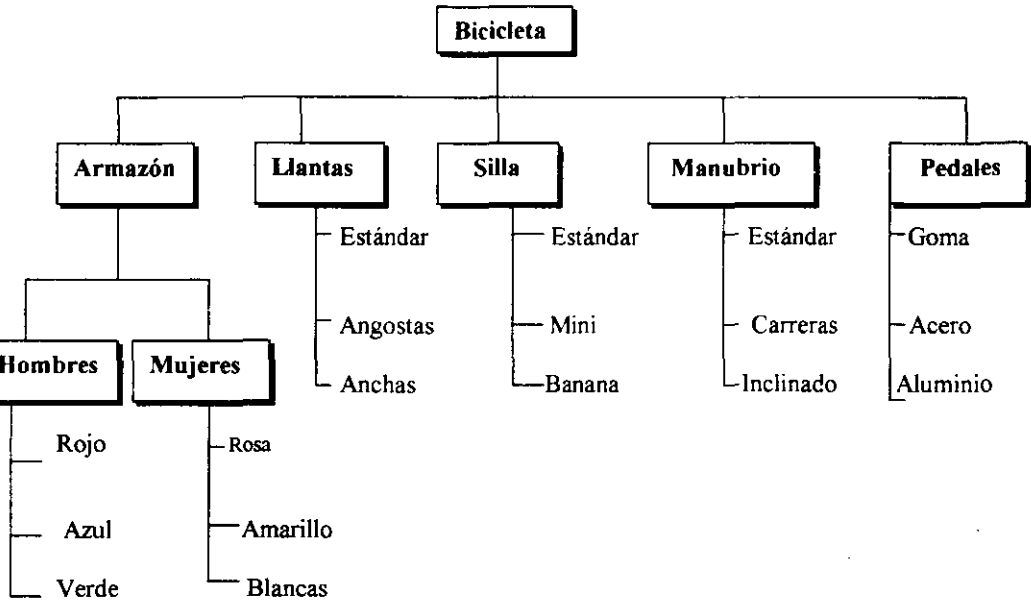 Bicicleta
Armazón
Llantas
Silla
Manubrio
Pedales
Estándar
Estándar
Estándar
Goma
Angostas
Mini
Carreras
Acero
Hombres
Mujeres
Anchas
Banana
Inclinado
Aluminio
Rojo
Rosa
Azul
Amarillo
Verde
Blancas